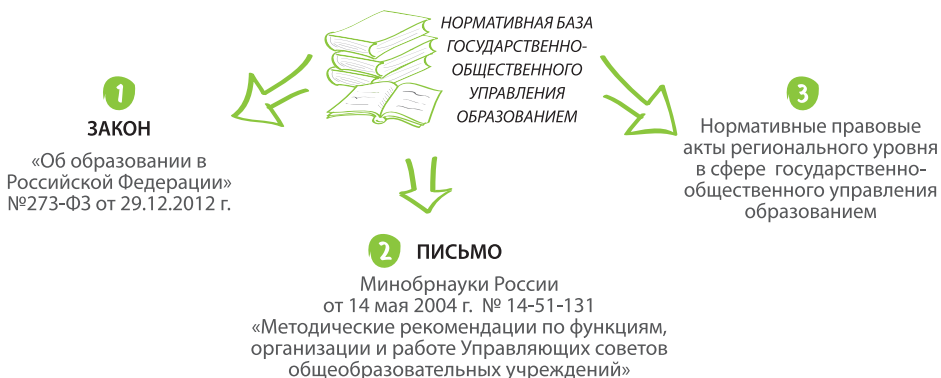 НОРМАТИВНАЯ БАЗА
ГОСУДАРСТВЕННО-
ОБЩЕСТВЕННОГО
УПРАВЛЕНИЯ
ОБРАЗОВАНИЕМ
1
ЗАКОН
«Об образовании в
Российской Федерации»
№273-ФЗ от 29.12.2012 г.
2 ПИСЬМО
Минобрнауки России
от 14 мая 2004 г. № 14-51-131
«Методические рекомендации по функциям,
организации и работе Управляющих советов
общеобразовательных учреждений»
3
Нормативные правовые
акты регионального уровня
в сфере государственно-
общественного управления
образованием